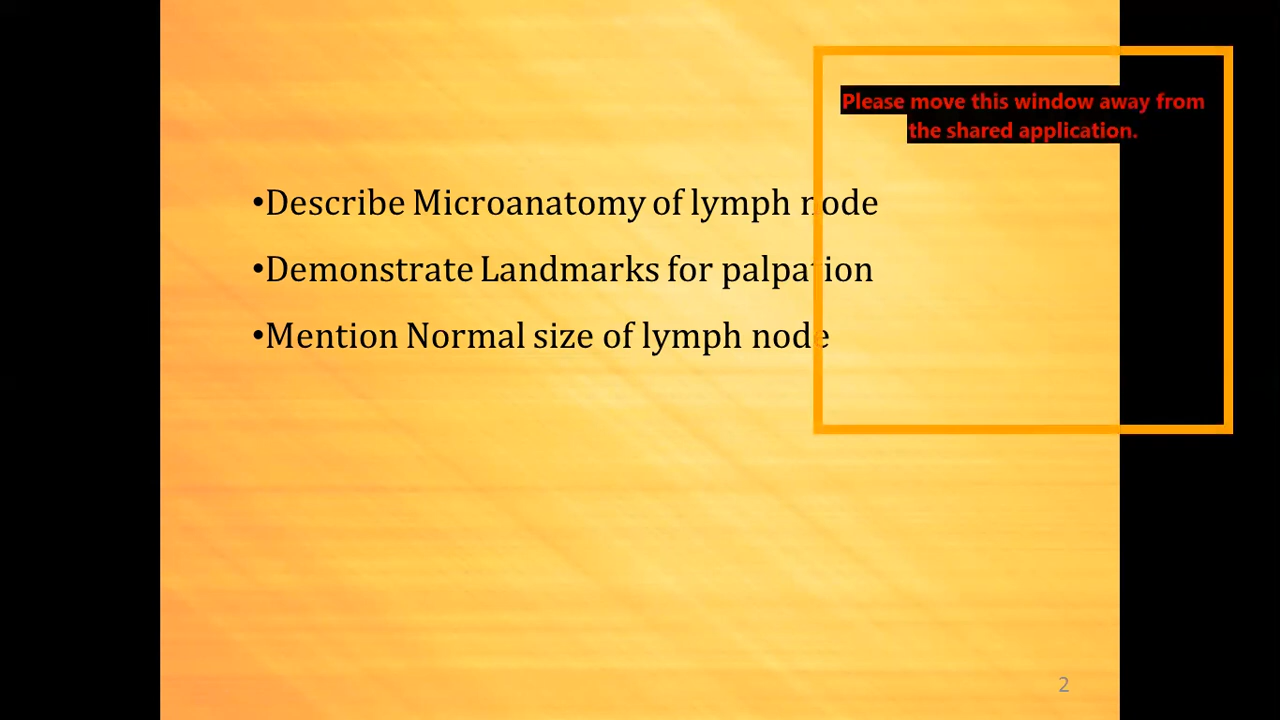 Please move this window away from
the shared application.
•Describe Microanatomy of lymph node
•Demonstrate Landmarks for palpation
•Mention Normal size of lymph node
2